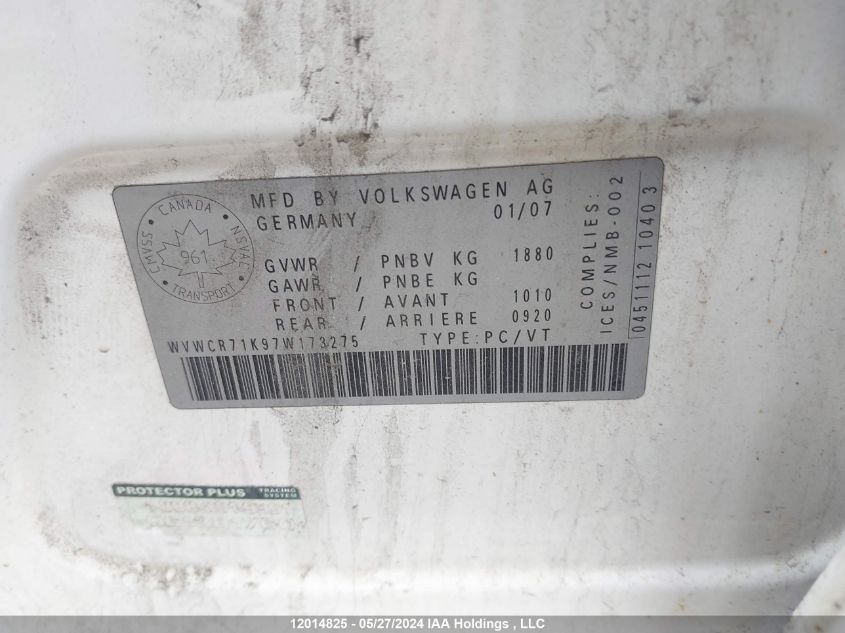 CANADA
CMVSS NSVAC
961
TRANSPORT
MFD BY VOLKSWAGEN AG
GERMANY 01/07
GVWR / PNBV KG 1880
GAWR / PNBE KG
FRONT / AVANT 1010
REAR / ARRIERE 0920
WVWCR71K97W173275 TYPE:PC/VT
COMPLIES:
ICES/NMB-002
0451112 10403
PROTECTOR PLUS TRACING SYSTEM
12014825 - 05/27/2024 IAA Holdings , LLC